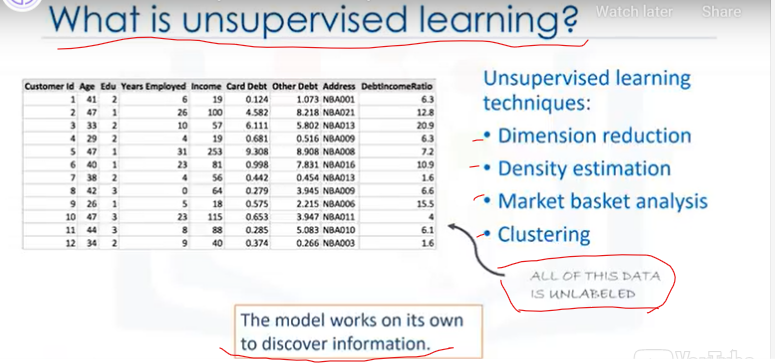 What is unsupervised learning?
Watch later Share
Customer Id Age Edu Years Employed Income Card Debt Other Debt Address DebtIncomeRatio
1 41 2 6 19 0.124 1.073 NBA001 6.3
2 47 1 26 100 4.582 8.218 NBA021 12.8
3 33 2 10 57 6.111 5.802 NBA013 20.9
4 29 2 4 19 0.681 0.516 NBA009 6.3
5 47 1 31 253 9.308 8.908 NBA008 7.2
6 40 1 23 81 0.998 7.831 NBA016 10.9
7 38 2 4 56 0.442 0.454 NBA013 1.6
8 42 3 0 64 0.279 3.945 NBA009 6.6
9 26 1 5 18 0.575 2.215 NBA006 15.5
10 47 3 23 115 0.653 3.947 NBA011 4
11 44 3 8 88 0.285 5.083 NBA010 6.1
12 34 2 9 40 0.374 0.266 NBA003 1.6
Unsupervised learning
techniques:
• Dimension reduction
• Density estimation
• Market basket analysis
• Clustering
ALL OF THIS DATA
IS UNLABELED
The model works on its own
to discover information.